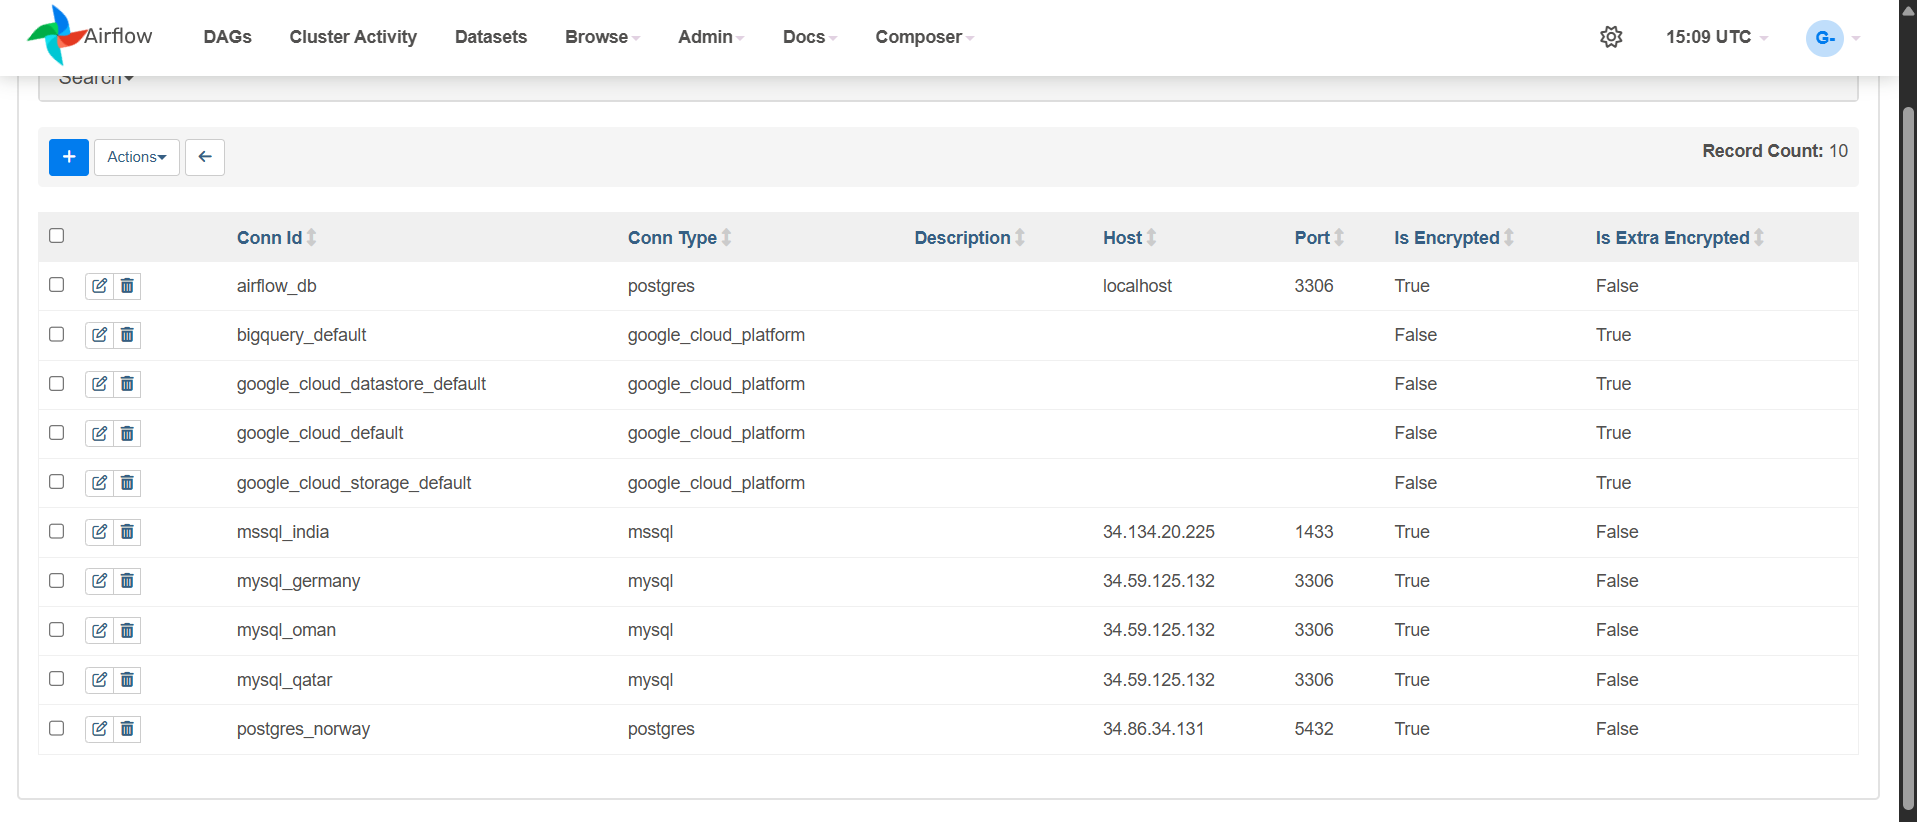 Airflow DAGs Cluster Activity Datasets Browse Admin Docs Composer 15:09 UTC G-
Search
+ Actions Record Count: 10
Conn Id Conn Type Description Host Port Is Encrypted Is Extra Encrypted
airflow_db postgres localhost 3306 True False
bigquery_default google_cloud_platform False True
google_cloud_datastore_default google_cloud_platform False True
google_cloud_default google_cloud_platform False True
google_cloud_storage_default google_cloud_platform False True
mssql_india mssql 34.134.20.225 1433 True False
mysql_germany mysql 34.59.125.132 3306 True False
mysql_oman mysql 34.59.125.132 3306 True False
mysql_qatar mysql 34.59.125.132 3306 True False
postgres_norway postgres 34.86.34.131 5432 True False